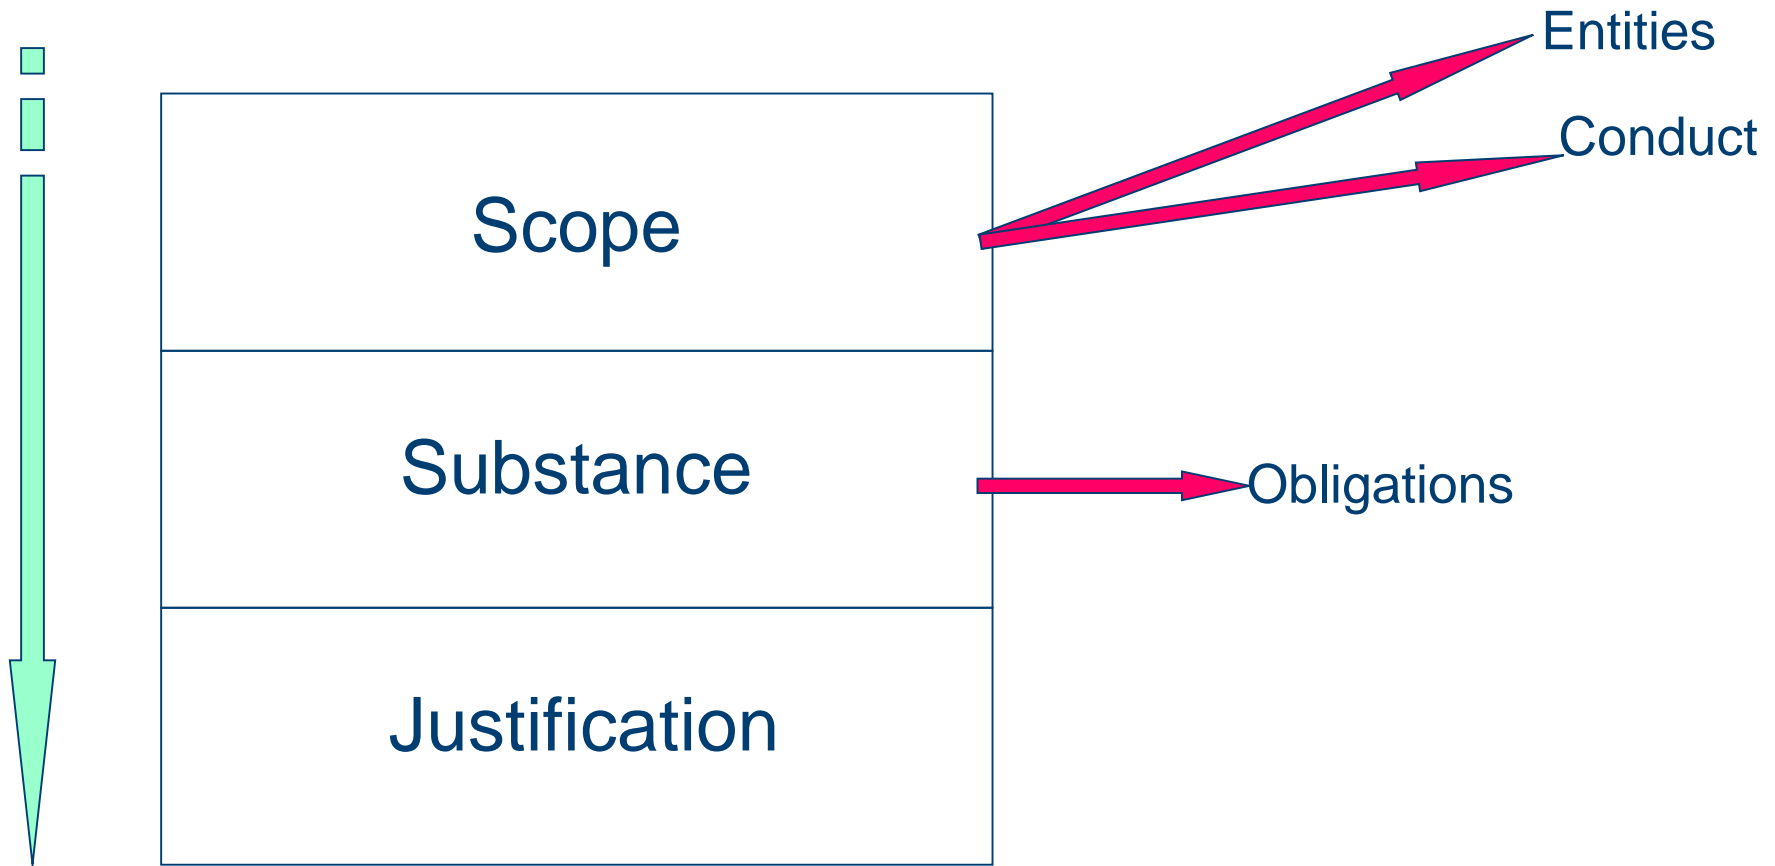 Entities
Conduct
Scope
Substance
Obligations
Justification